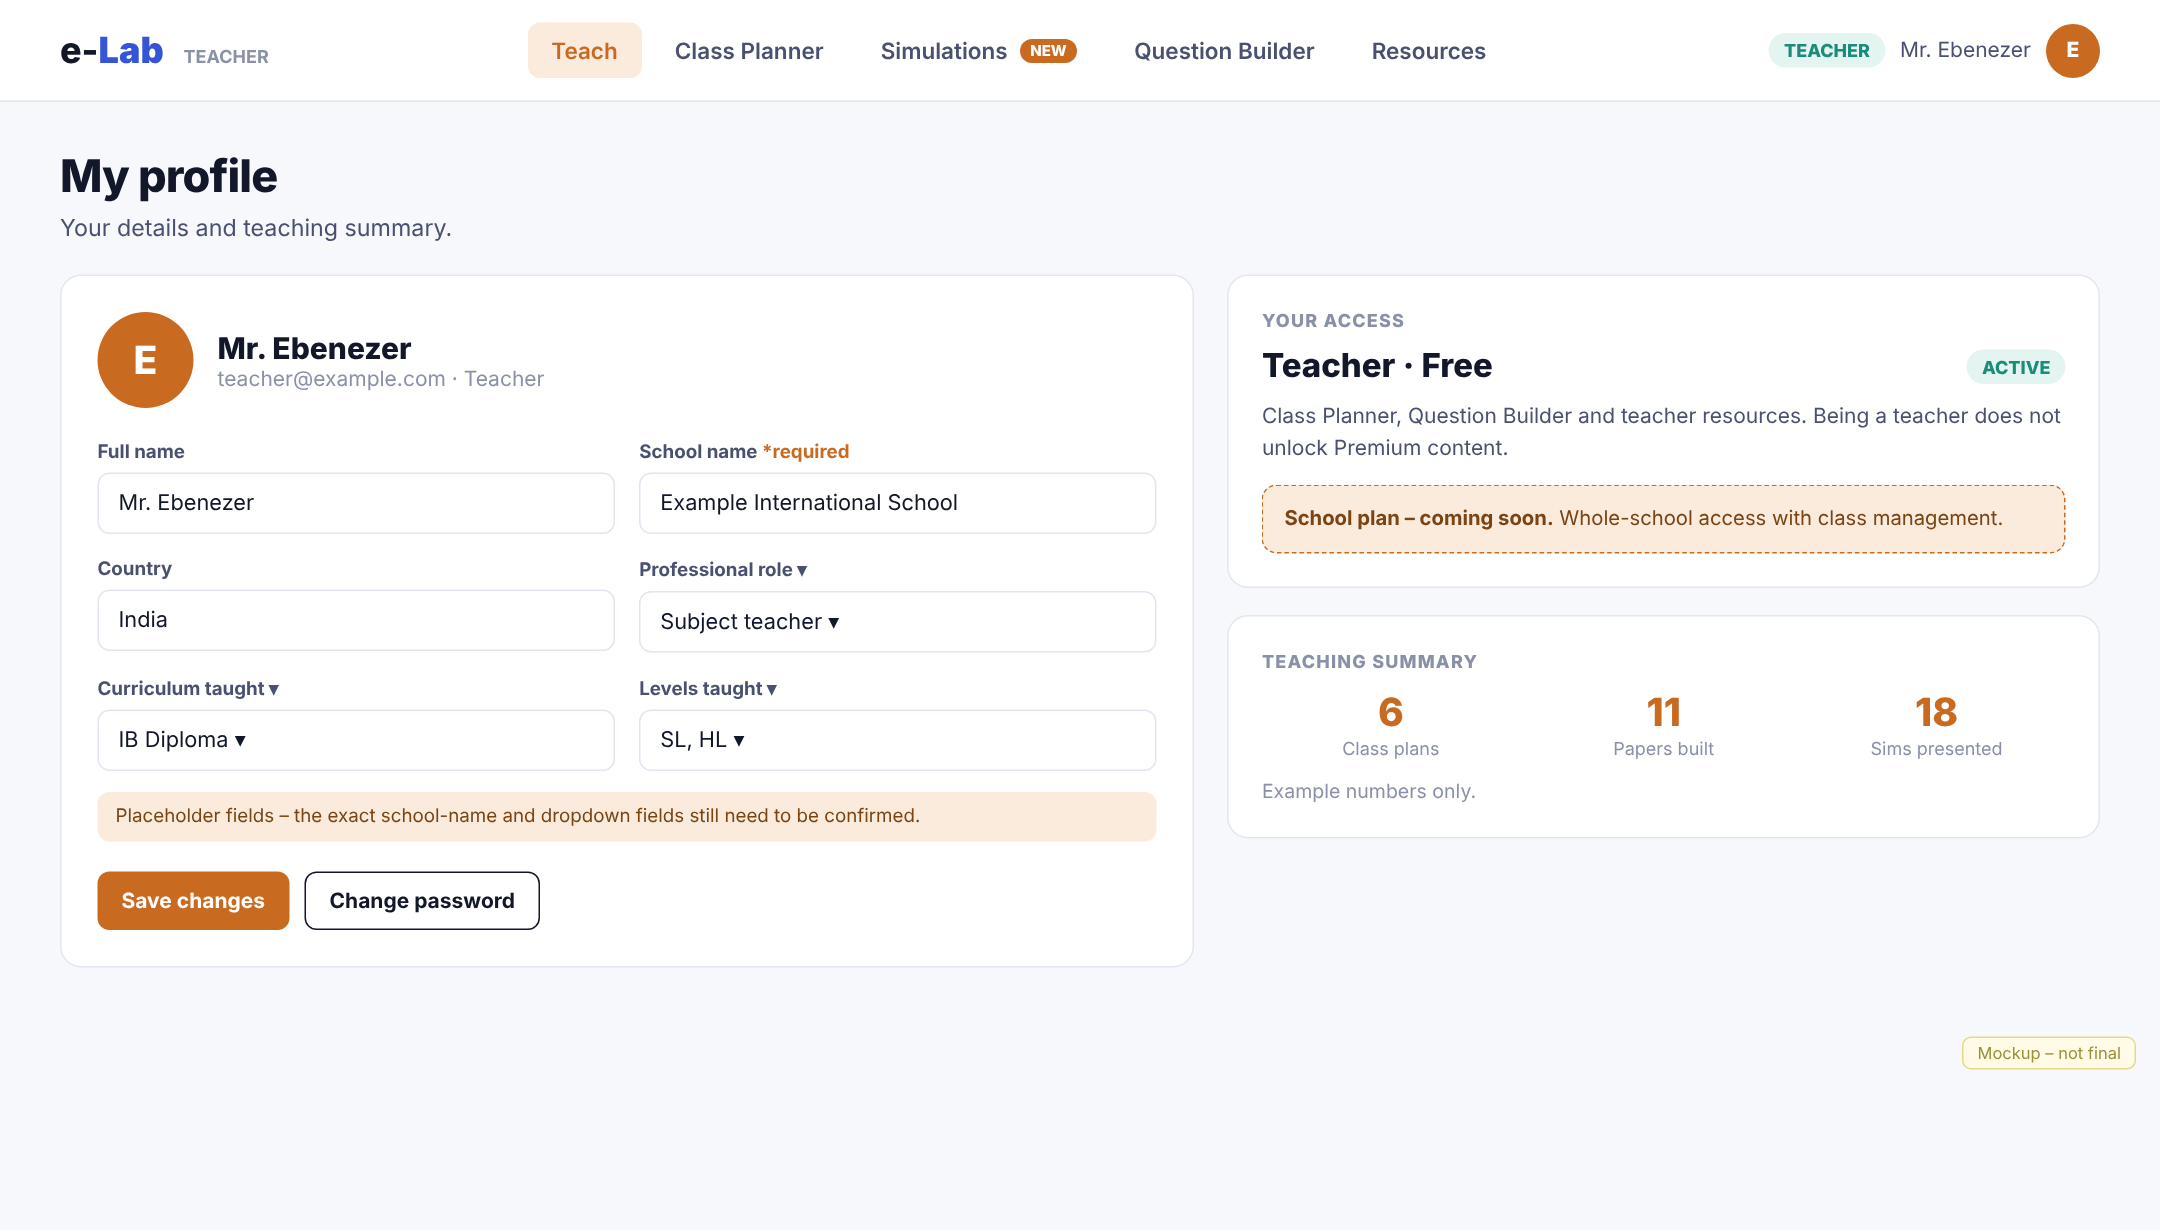 e-Lab TEACHER
Teach
Class Planner
Simulations NEW
Question Builder
Resources
TEACHER
Mr. Ebenezer
E
My profile
Your details and teaching summary.
E
Mr. Ebenezer
teacher@example.com · Teacher
Full name
Mr. Ebenezer
School name *required
Example International School
Country
India
Professional role ▾
Subject teacher ▾
Curriculum taught ▾
IB Diploma ▾
Levels taught ▾
SL, HL ▾
Placeholder fields – the exact school-name and dropdown fields still need to be confirmed.
Save changes
Change password
YOUR ACCESS
Teacher · Free
ACTIVE
Class Planner, Question Builder and teacher resources. Being a teacher does not
unlock Premium content.
School plan – coming soon. Whole-school access with class management.
TEACHING SUMMARY
6
Class plans
11
Papers built
18
Sims presented
Example numbers only.
Mockup – not final